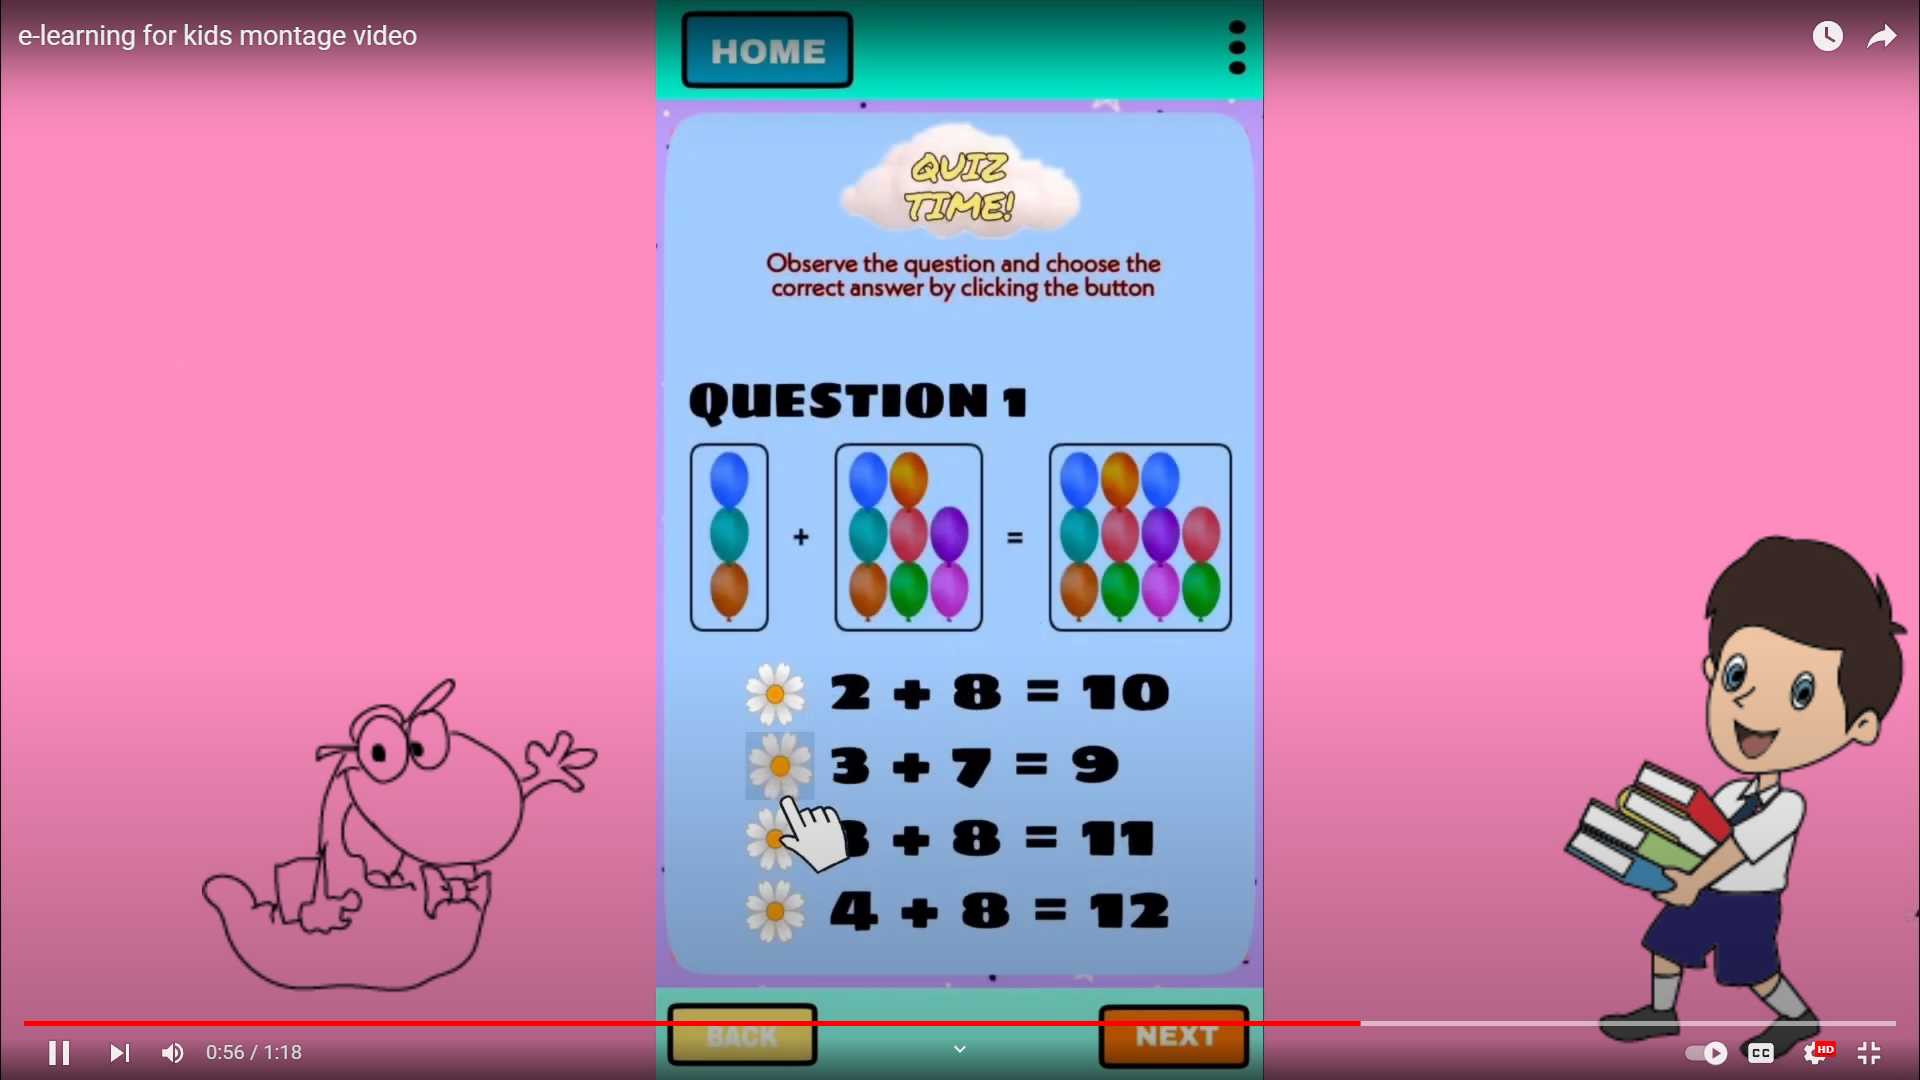 e-learning for kids montage video
HOME
QUIZ
TIME!
Observe the question and choose the
correct answer by clicking the button
QUESTION 1
+ =
2 + 8 = 10
3 + 7 = 9
3 + 8 = 11
4 + 8 = 12
BACK
NEXT
0:56 / 1:18
CC
HD